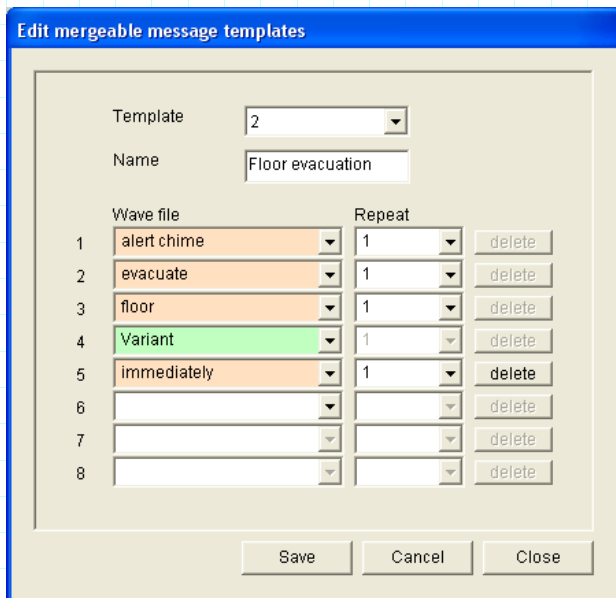 Edit mergeable message templates
Template 2
Name Floor evacuation
Wave file Repeat
1 alert chime 1 delete
2 evacuate 1 delete
3 floor 1 delete
4 Variant 1 delete
5 immediately 1 delete
6 delete
7 delete
8 delete
Save Cancel Close